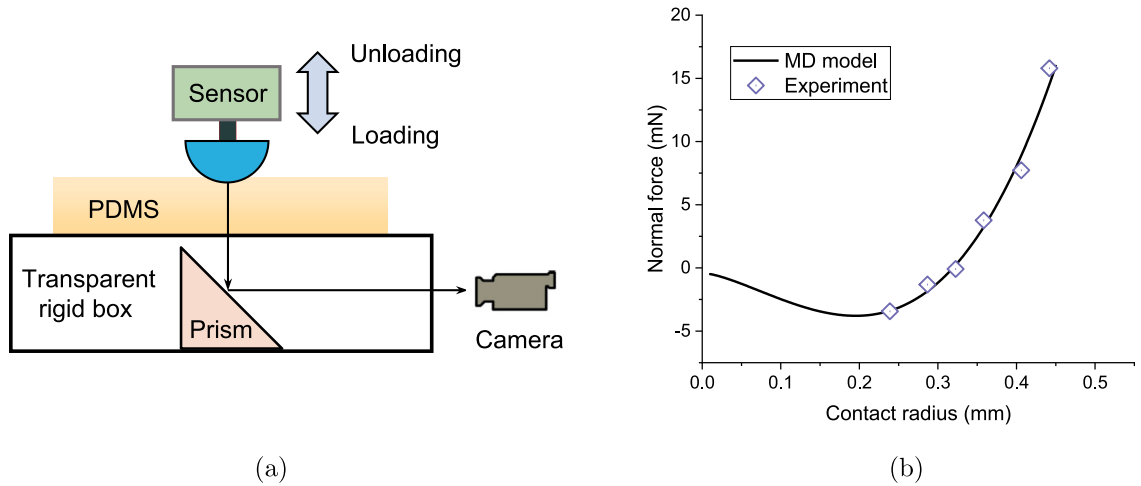 Unloading
Sensor
Loading
PDMS
Transparent
rigid box
Prism
Camera
(a)
20
15
10
5
0
-5
0.0 0.1 0.2 0.3 0.4 0.5
Normal force (mN)
Contact radius (mm)
MD model
Experiment
(b)